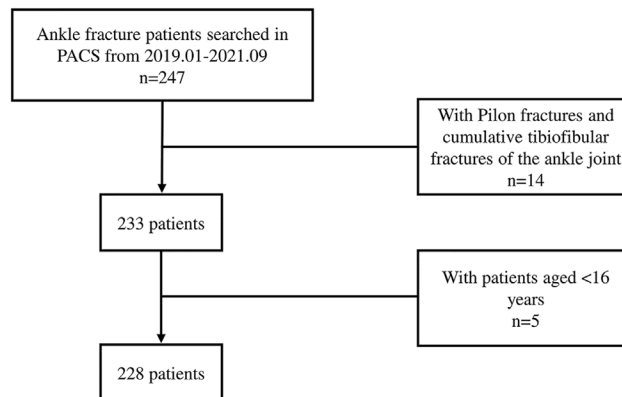 Ankle fracture patients searched in
PACS from 2019.01-2021.09
n=247
With Pilon fractures and
cumulative tibiofibular
fractures of the ankle joint
n=14
233 patients
With patients aged <16
years
n=5
228 patients